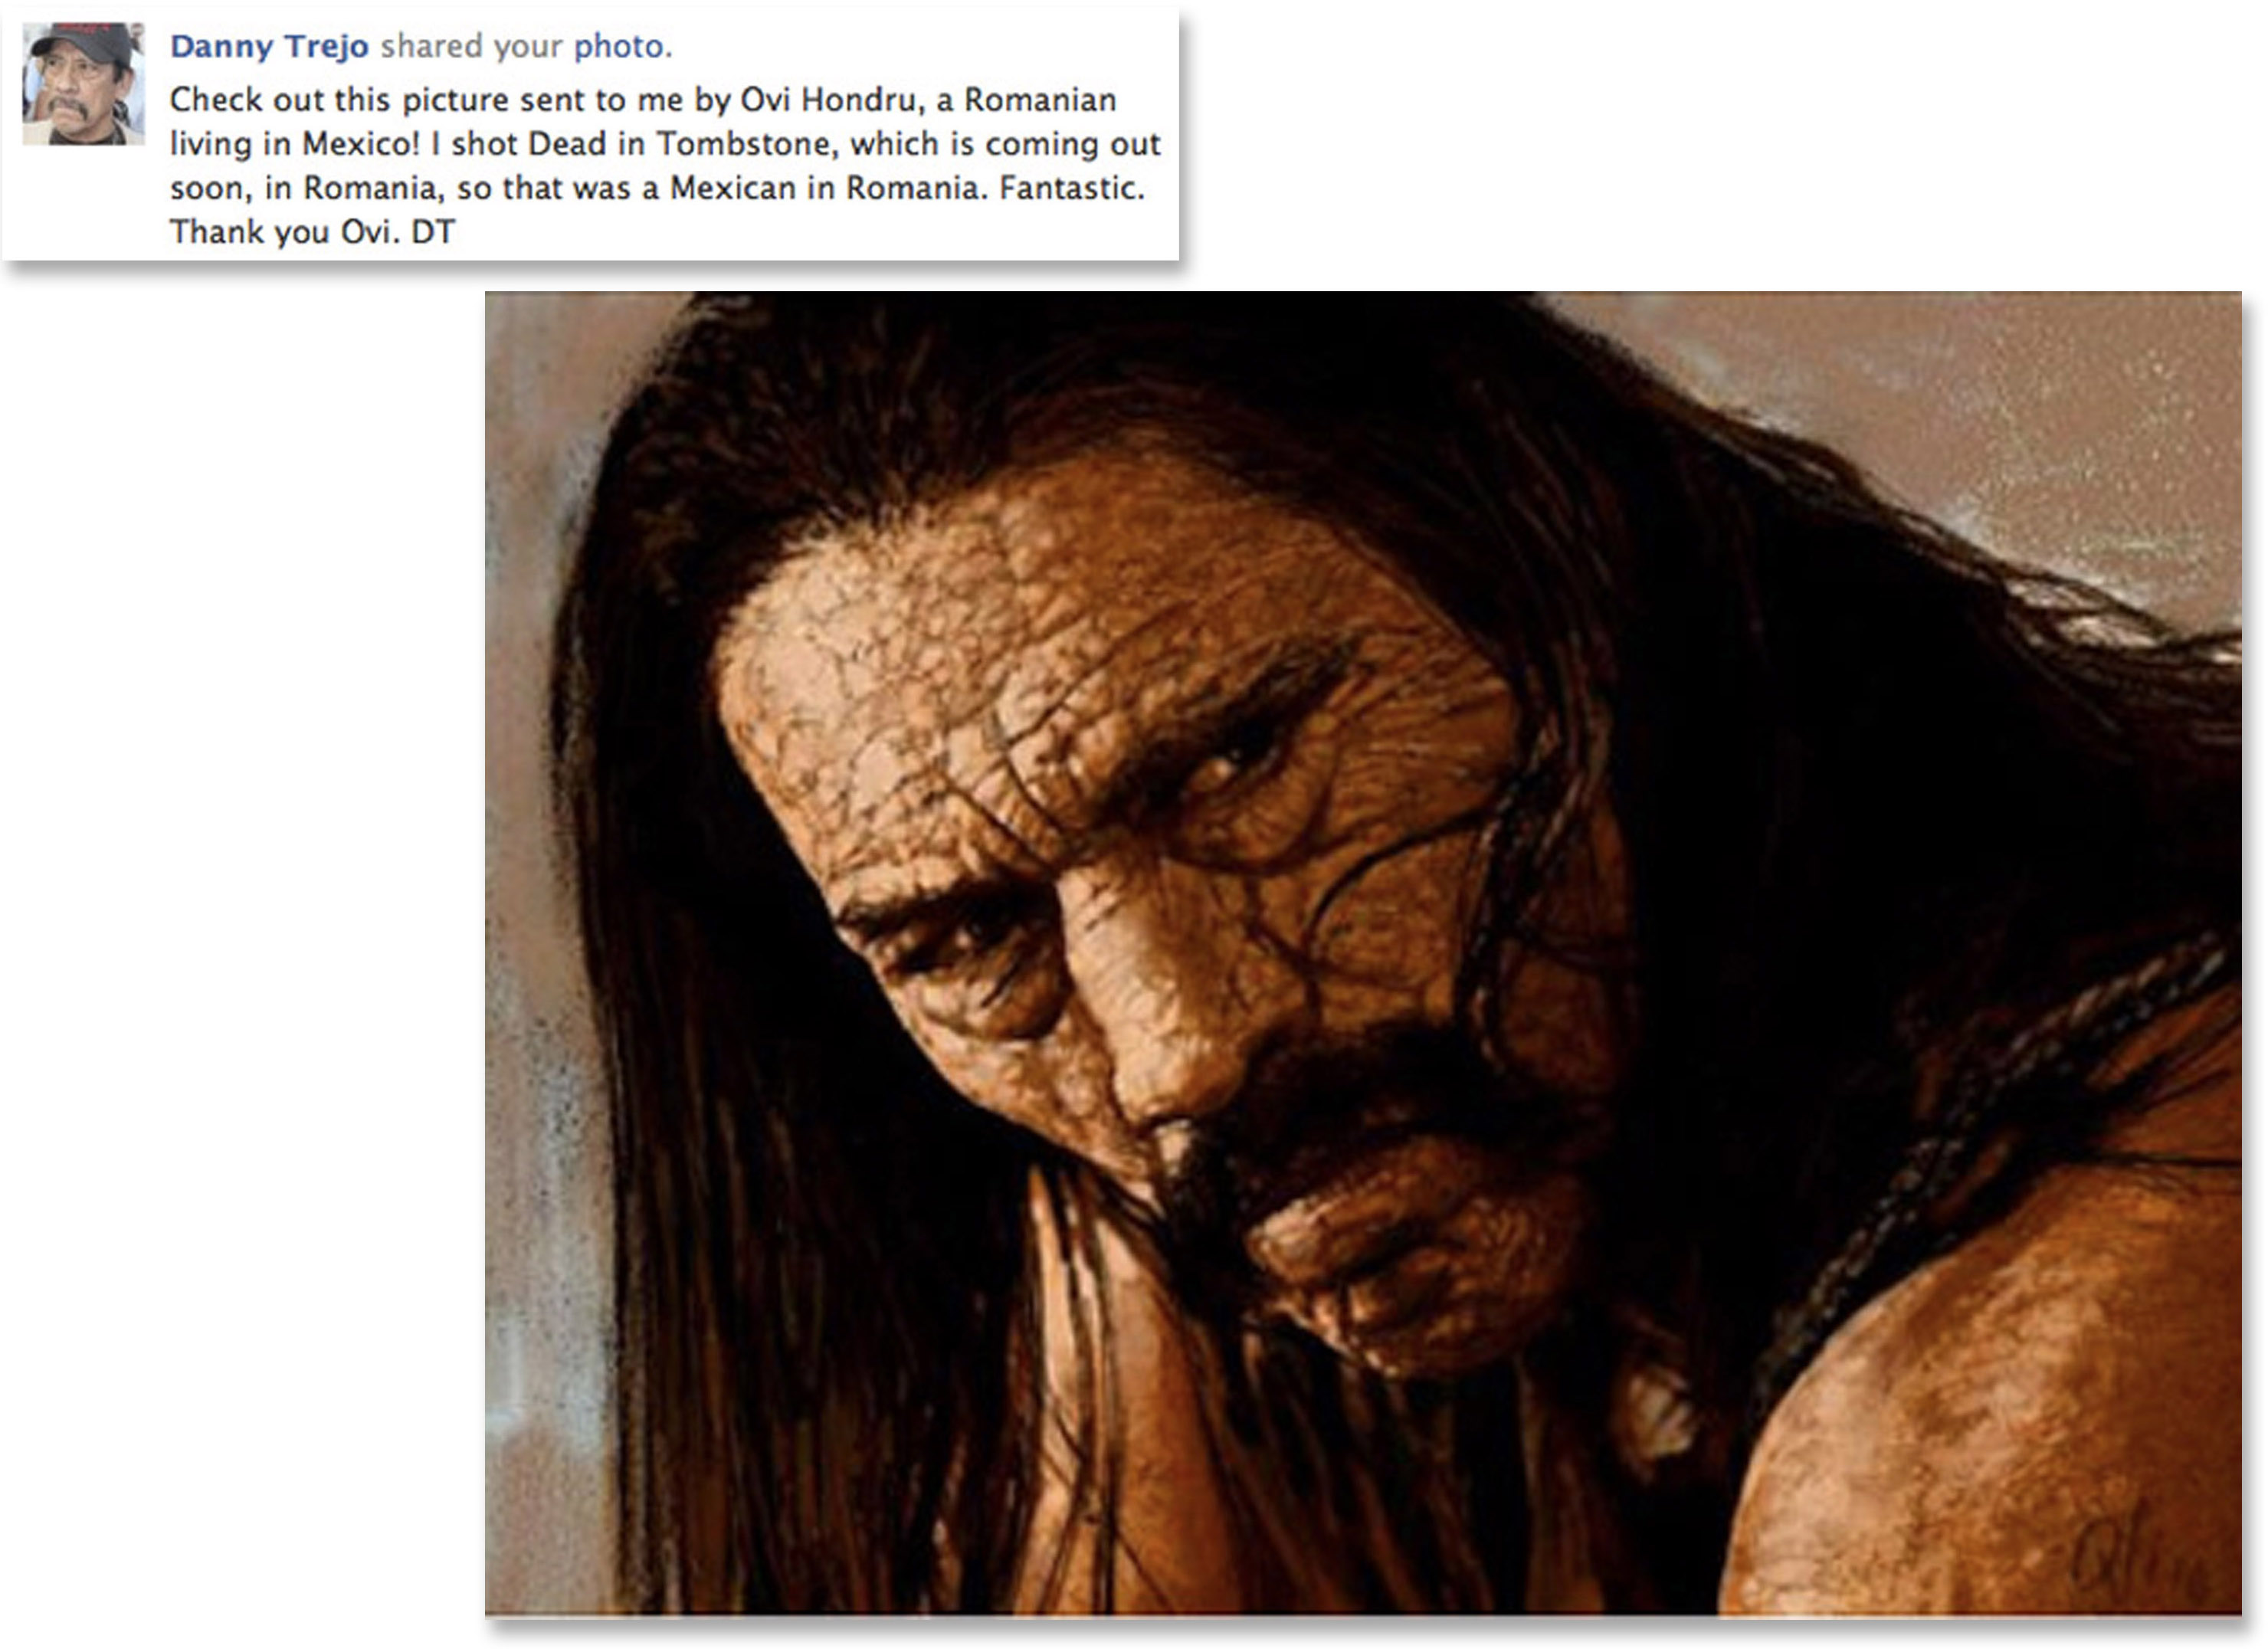 Danny Trejo shared your photo.
Check out this picture sent to me by Ovi Hondru, a Romanian
living in Mexico! I shot Dead in Tombstone, which is coming out
soon, in Romania, so that was a Mexican in Romania. Fantastic.
Thank you Ovi. DT